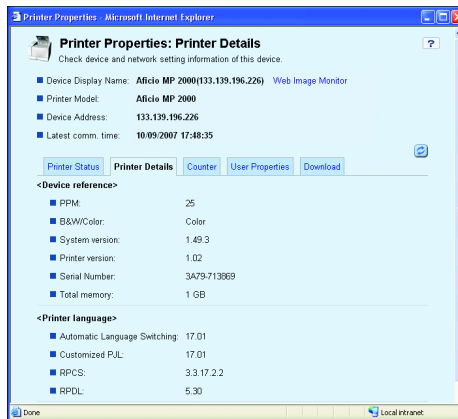 Printer Properties - Microsoft Internet Explorer
Printer Properties: Printer Details
?
Check device and network setting information of this device.
Device Display Name: Aficio MP 2000(133.139.196.226) Web Image Monitor
Printer Model: Aficio MP 2000
Device Address: 133.139.196.226
Latest comm. time: 10/09/2007 17:48:35
Printer Status Printer Details Counter User Properties Download
<Device reference>
PPM: 25
B&W/Color: Color
System version: 1.49.3
Printer version: 1.02
Serial Number: 3A79-713869
Total memory: 1 GB
<Printer language>
Automatic Language Switching: 17.01
Customized PJL: 17.01
RPCS: 3.3.17.2.2
RPDL: 5.30
Done Local intranet